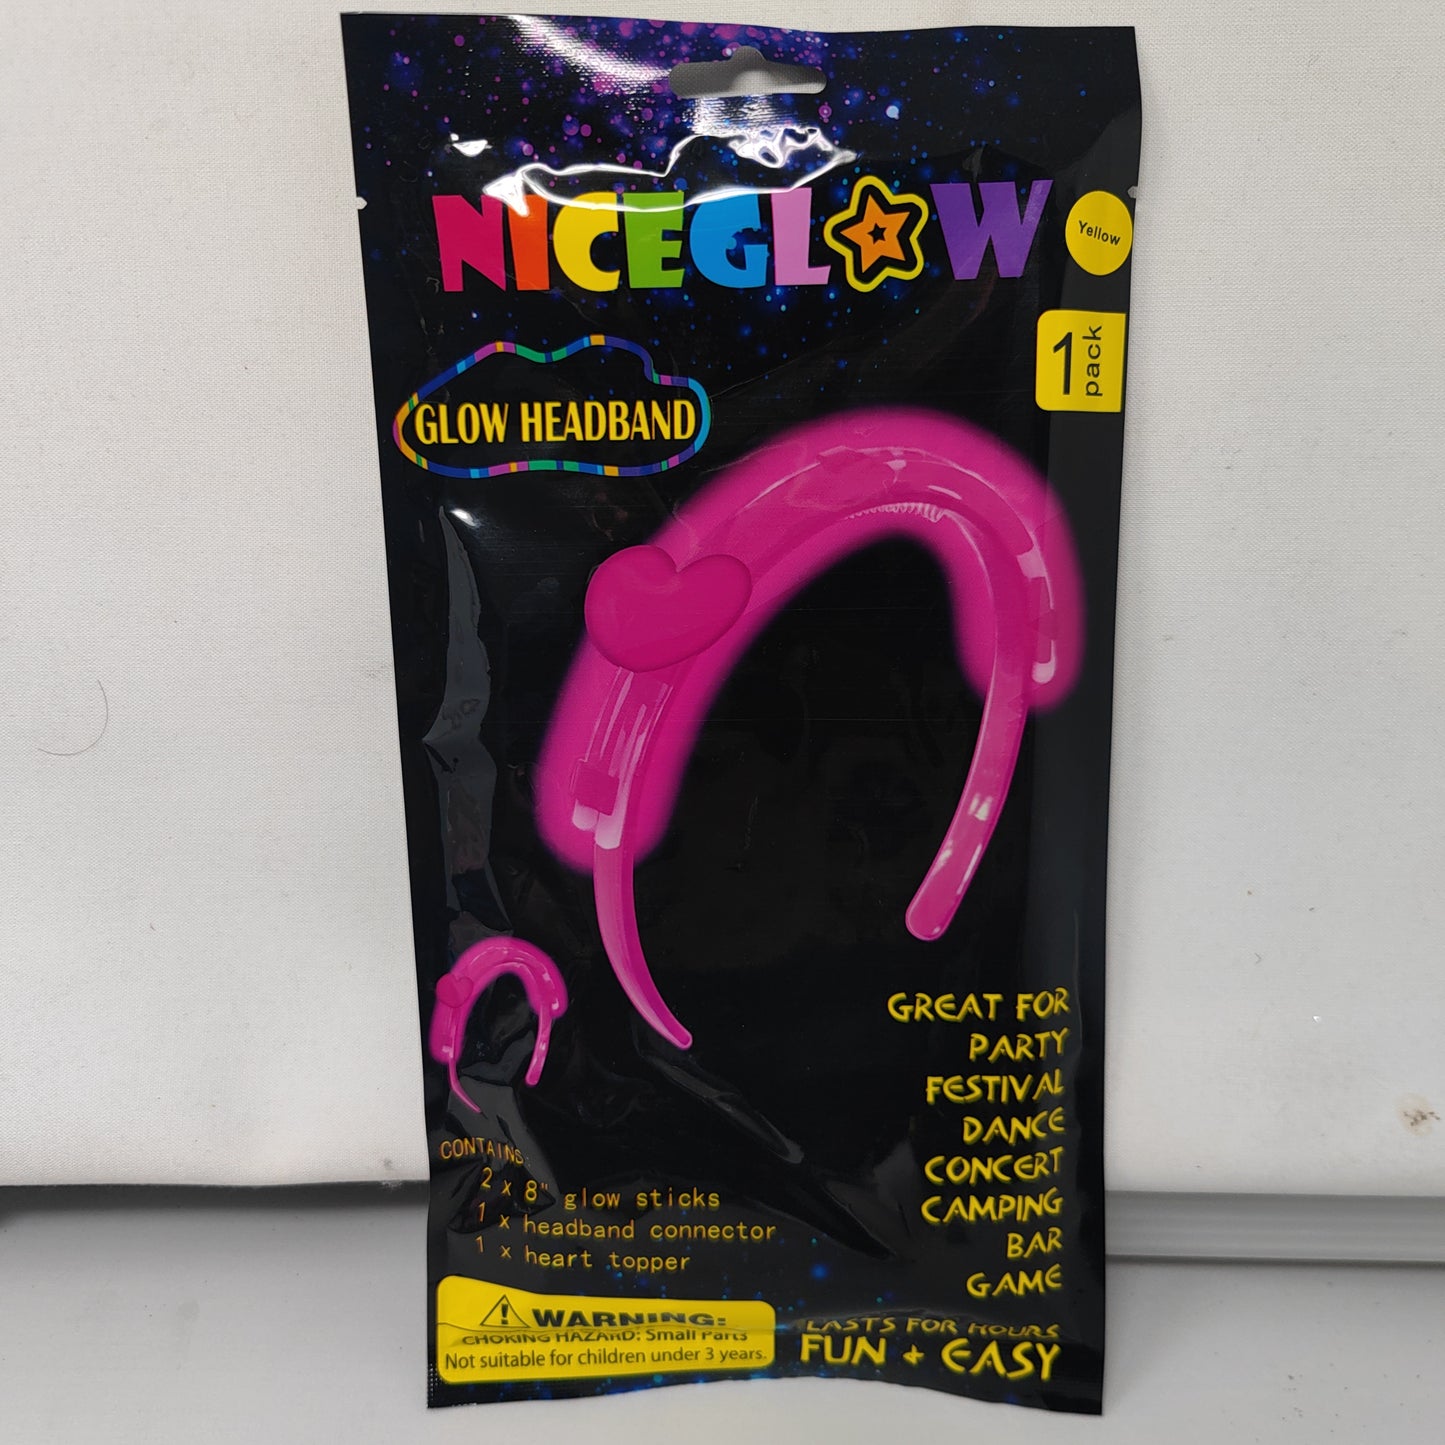 NICEGLOW
Yellow
1 pack
GLOW HEADBAND
GREAT FOR
PARTY
FESTIVAL
DANCE
CONCERT
CAMPING
BAR
GAME
CONTAINS:
2 x 8" glow sticks
1 x headband connector
1 x heart topper
WARNING:
CHOKING HAZARD: Small Parts
Not suitable for children under 3 years.
LASTS FOR HOURS
FUN + EASY